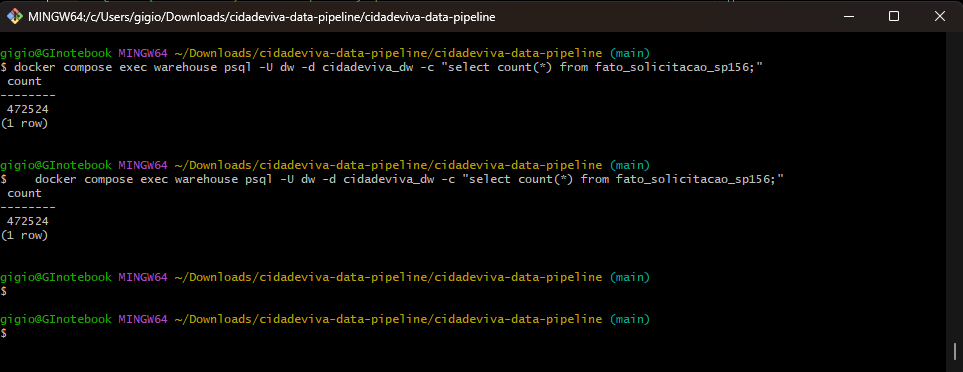 MINGW64:/c/Users/gigio/Downloads/cidadeviva-data-pipeline/cidadeviva-data-pipeline
gigio@GInotebook MINGW64 ~/Downloads/cidadeviva-data-pipeline/cidadeviva-data-pipeline (main)
$ docker compose exec warehouse psql -U dw -d cidadeviva_dw -c "select count(*) from fato_solicitacao_sp156;"
 count
--------
 472524
(1 row)
gigio@GInotebook MINGW64 ~/Downloads/cidadeviva-data-pipeline/cidadeviva-data-pipeline (main)
$    docker compose exec warehouse psql -U dw -d cidadeviva_dw -c "select count(*) from fato_solicitacao_sp156;"
 count
--------
 472524
(1 row)
gigio@GInotebook MINGW64 ~/Downloads/cidadeviva-data-pipeline/cidadeviva-data-pipeline (main)
$
gigio@GInotebook MINGW64 ~/Downloads/cidadeviva-data-pipeline/cidadeviva-data-pipeline (main)
$